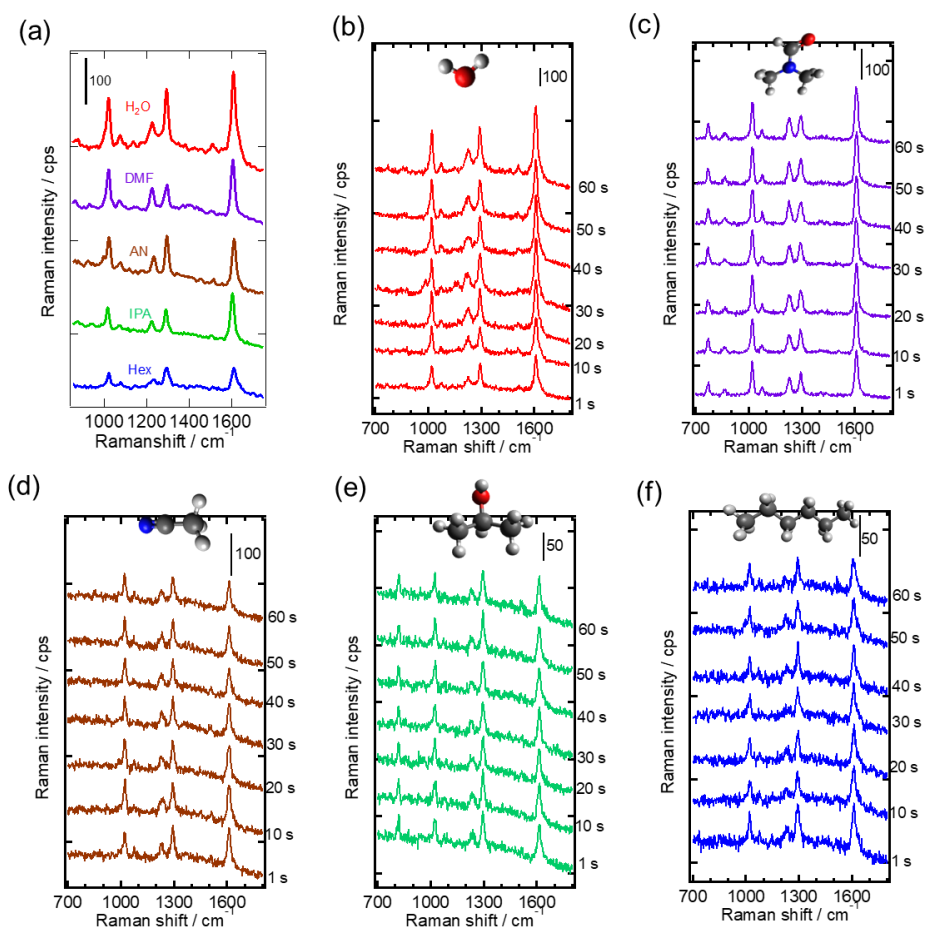 (a)
100
H₂O
DMF
AN
IPA
Hex
Raman intensity / cps
1000 1200 1400 1600
Ramanshift / cm⁻¹
(b)
100
60 s
50 s
40 s
30 s
20 s
10 s
1 s
Raman intensity / cps
700 1000 1300 1600
Raman shift / cm⁻¹
(c)
100
60 s
50 s
40 s
30 s
20 s
10 s
1 s
Raman intensity / cps
700 1000 1300 1600
Raman shift / cm⁻¹
(d)
100
60 s
50 s
40 s
30 s
20 s
10 s
1 s
Raman intensity / cps
700 1000 1300 1600
Raman shift / cm⁻¹
(e)
50
60 s
50 s
40 s
30 s
20 s
10 s
1 s
Raman intensity / cps
700 1000 1300 1600
Raman shift / cm⁻¹
(f)
50
60 s
50 s
40 s
30 s
20 s
10 s
1 s
Raman intensity / cps
700 1000 1300 1600
Raman shift / cm⁻¹